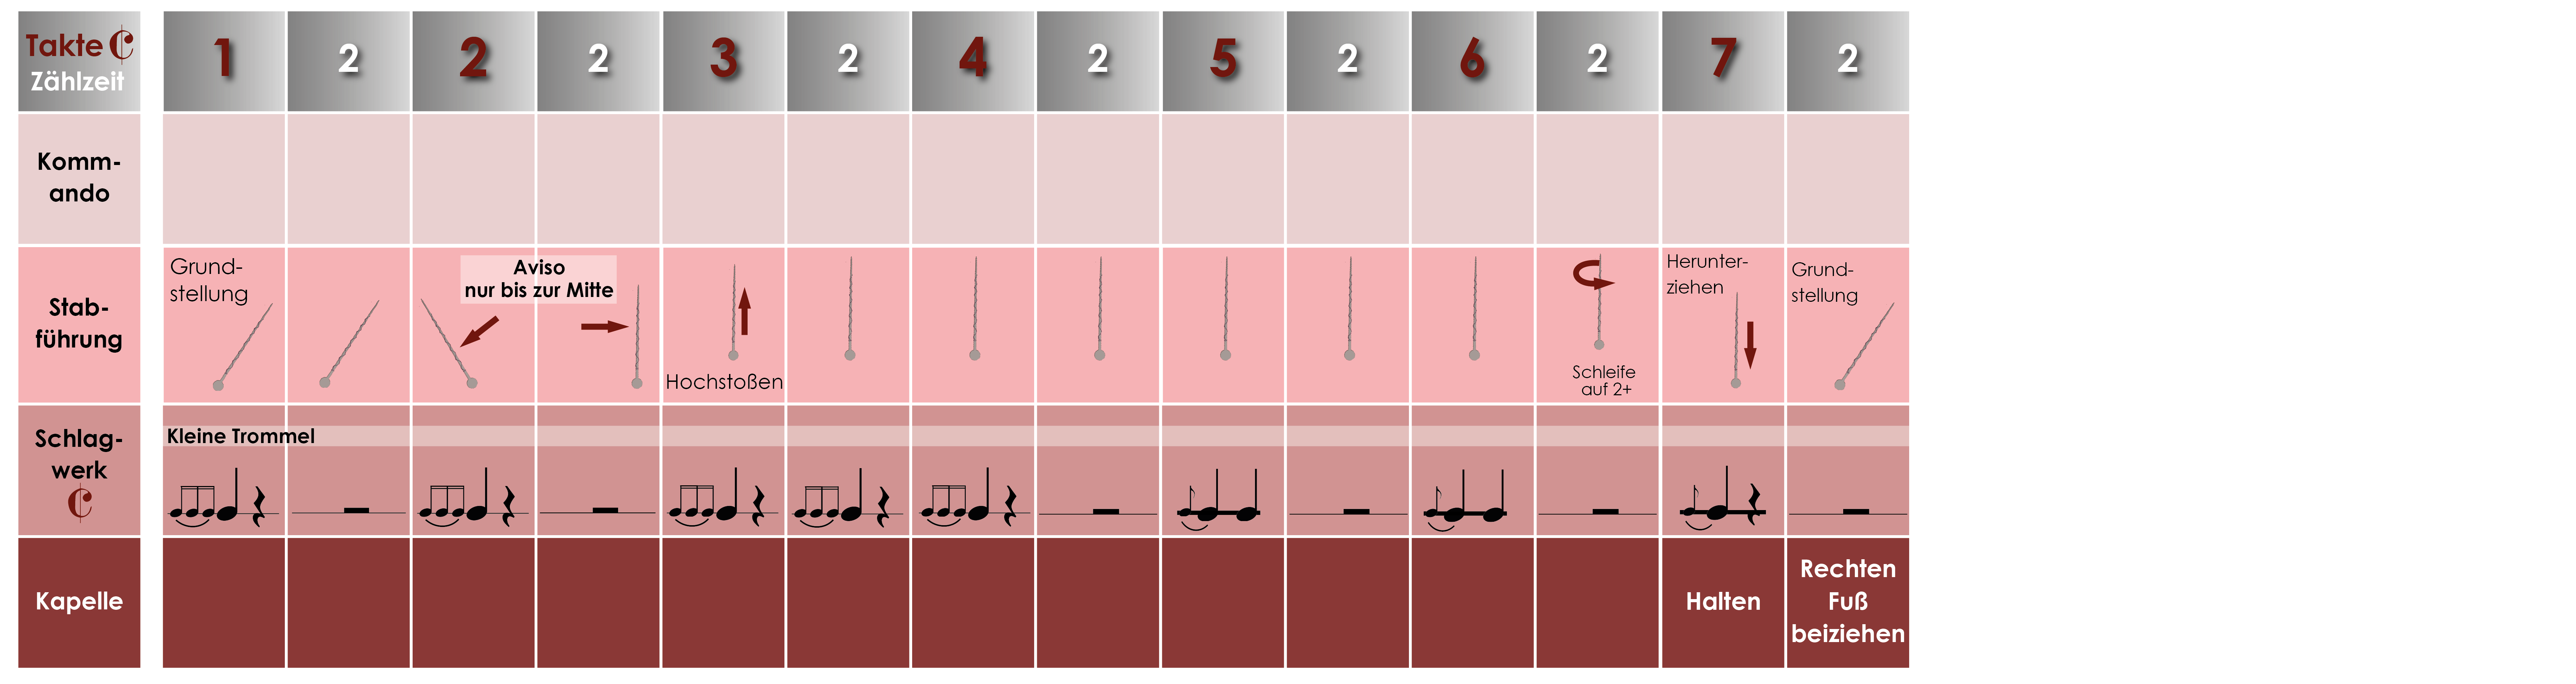 Takte
Zählzeit
1 2 2 2 3 2 4 2 5 2 6 2 7 2
Komm-
ando
Stab-
führung
Grund-
stellung
Aviso
nur bis zur Mitte
Hochstoßen
Schleife
auf 2+
Herunter-
ziehen
Grund-
stellung
Schlag-
werk
Kleine Trommel
Kapelle
Halten
Rechten
Fuß
beiziehen